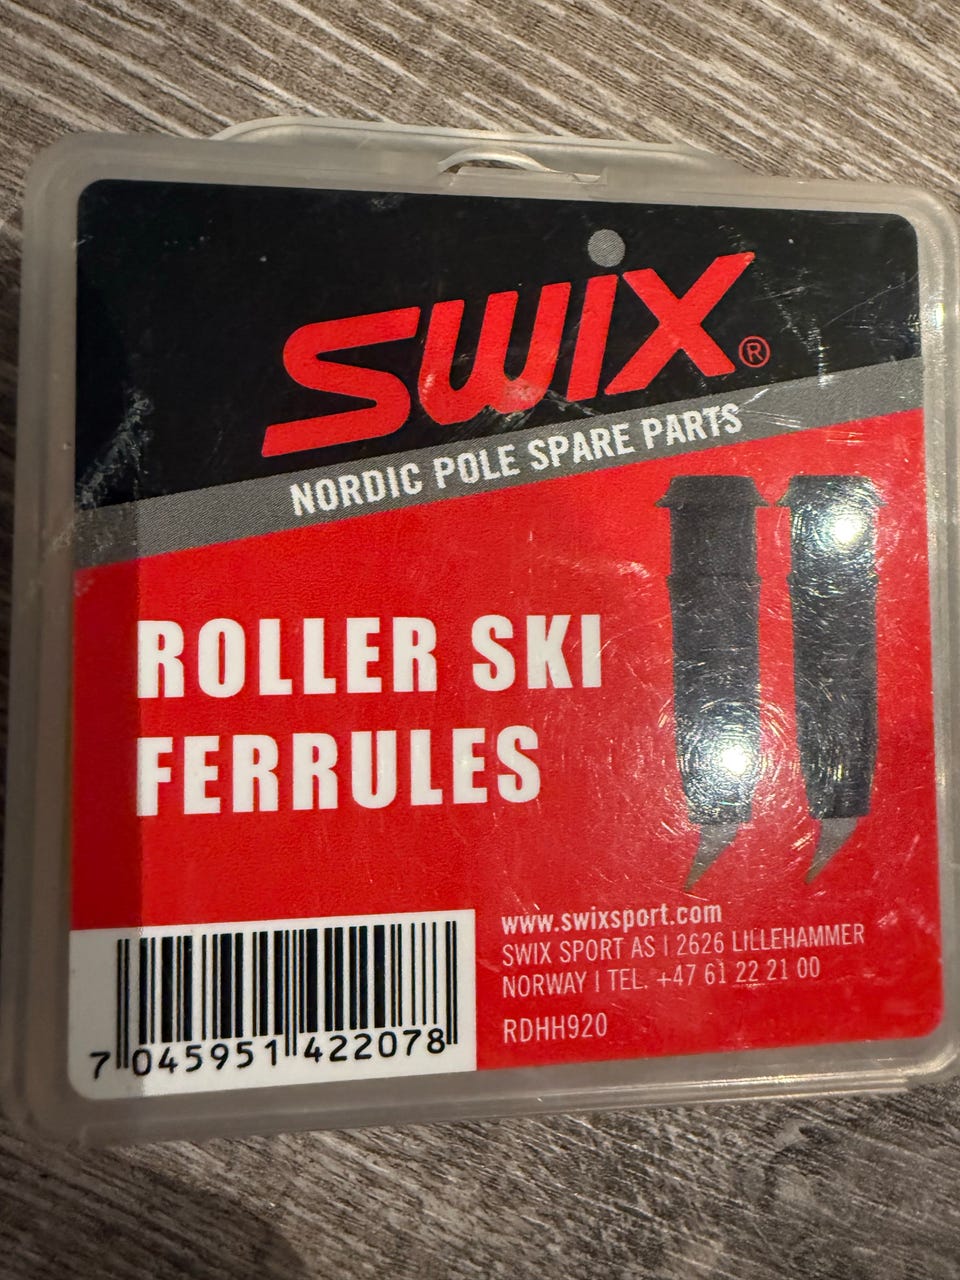 SWIX®
NORDIC POLE SPARE PARTS
ROLLER SKI
FERRULES
www.swixsport.com
SWIX SPORT AS | 2626 LILLEHAMMER
NORWAY | TEL. +47 61 22 21 00
RDHH920
7 045951 422078